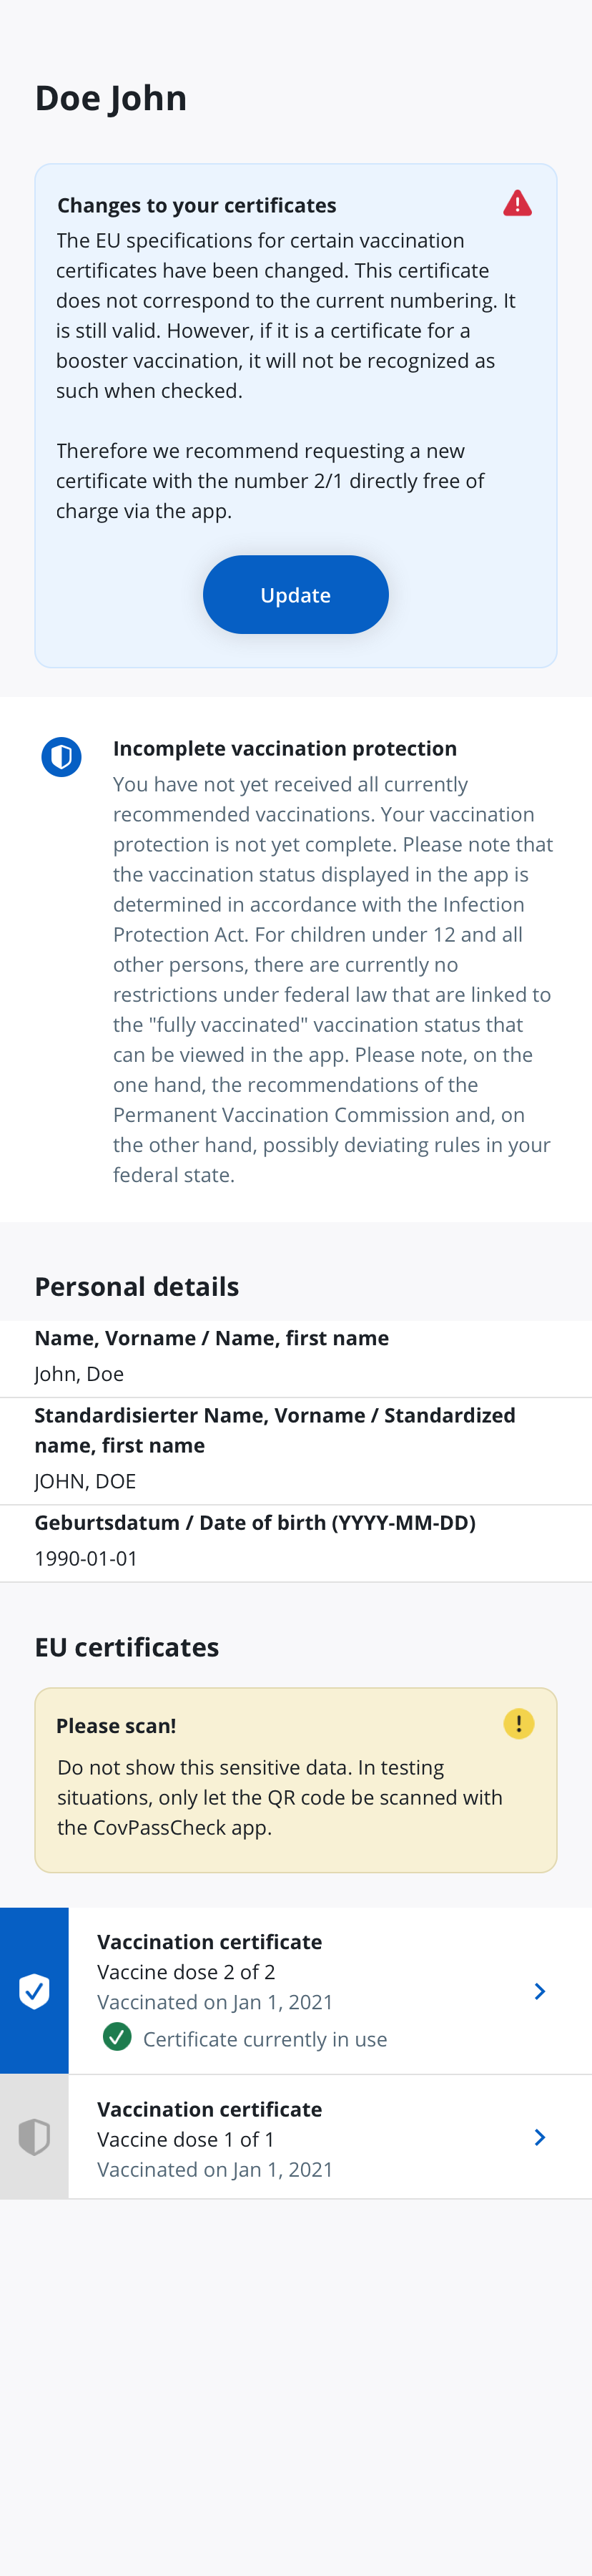 Doe John
Changes to your certificates
The EU specifications for certain vaccination
certificates have been changed. This certificate
does not correspond to the current numbering. It
is still valid. However, if it is a certificate for a
booster vaccination, it will not be recognized as
such when checked.
Therefore we recommend requesting a new
certificate with the number 2/1 directly free of
charge via the app.
Update
Incomplete vaccination protection
You have not yet received all currently
recommended vaccinations. Your vaccination
protection is not yet complete. Please note that
the vaccination status displayed in the app is
determined in accordance with the Infection
Protection Act. For children under 12 and all
other persons, there are currently no
restrictions under federal law that are linked to
the "fully vaccinated" vaccination status that
can be viewed in the app. Please note, on the
one hand, the recommendations of the
Permanent Vaccination Commission and, on
the other hand, possibly deviating rules in your
federal state.
Personal details
Name, Vorname / Name, first name
John, Doe
Standardisierter Name, Vorname / Standardized
name, first name
JOHN, DOE
Geburtsdatum / Date of birth (YYYY-MM-DD)
1990-01-01
EU certificates
Please scan!
Do not show this sensitive data. In testing
situations, only let the QR code be scanned with
the CovPassCheck app.
Vaccination certificate
Vaccine dose 2 of 2
Vaccinated on Jan 1, 2021
Certificate currently in use
Vaccination certificate
Vaccine dose 1 of 1
Vaccinated on Jan 1, 2021